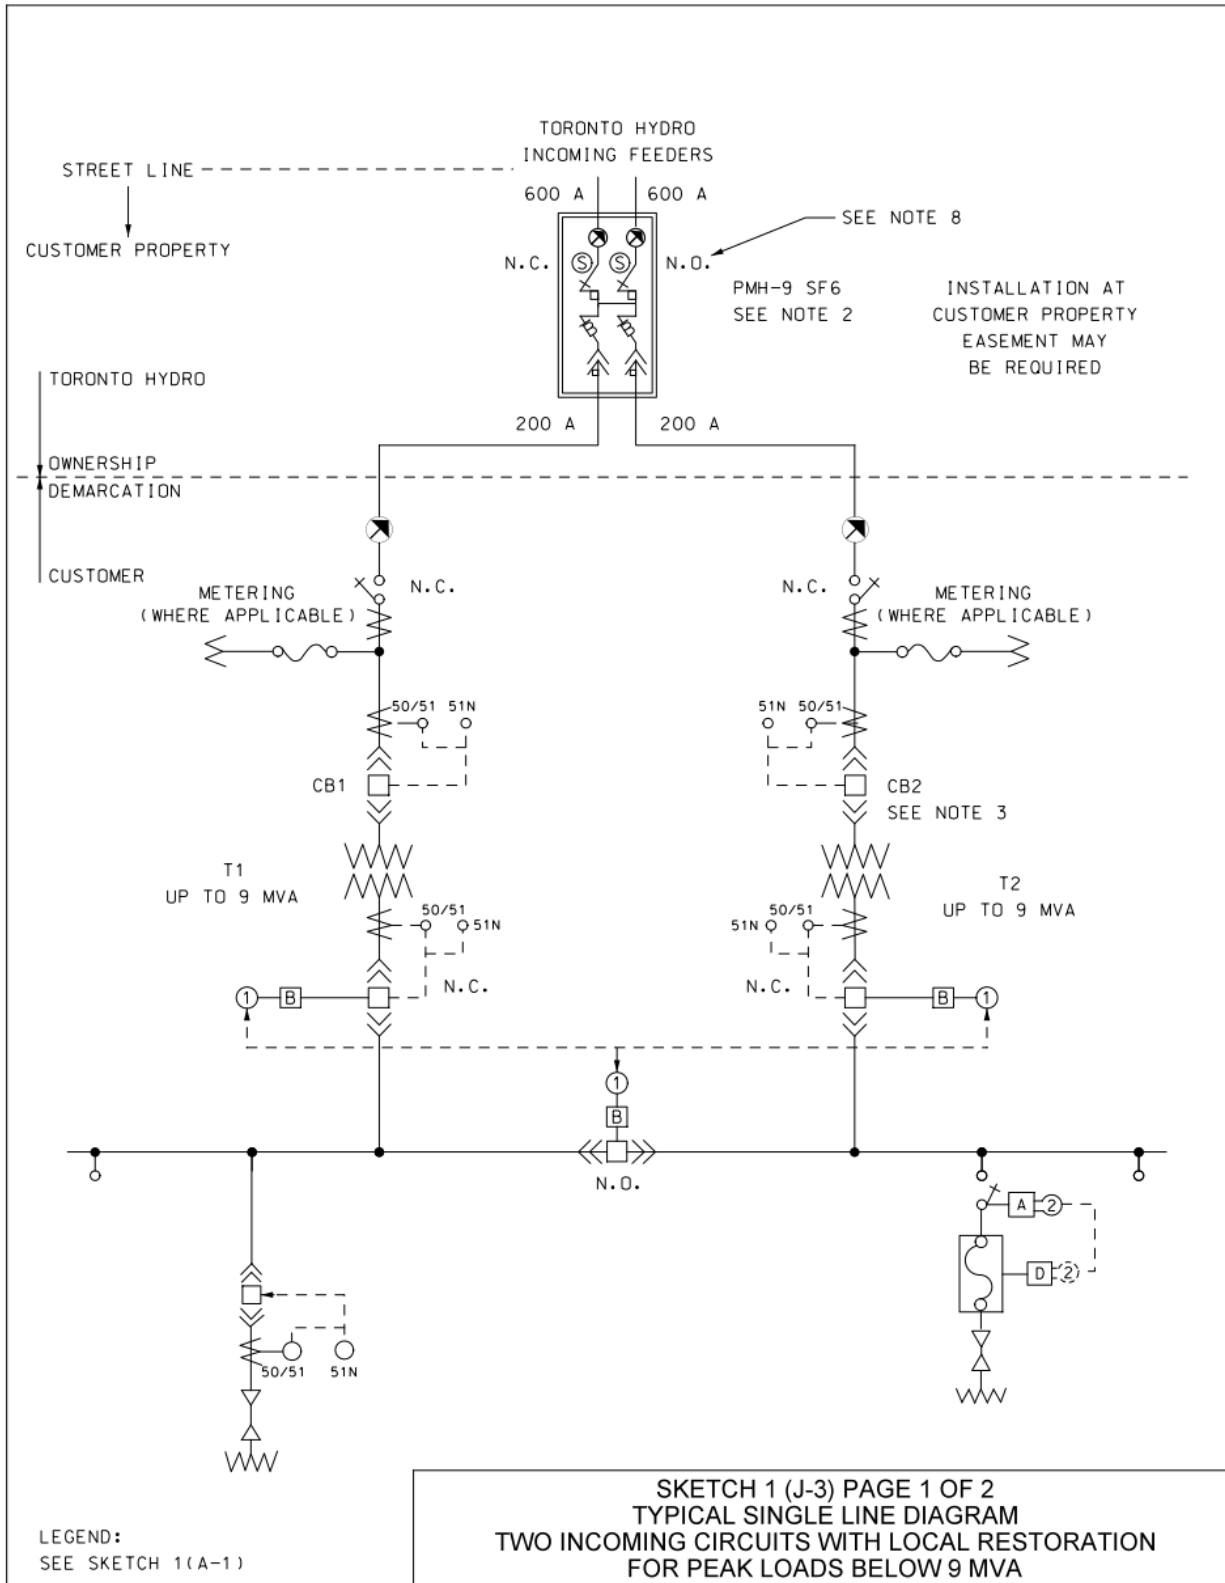 TORONTO HYDRO
INCOMING FEEDERS
STREET LINE
600 A
600 A
CUSTOMER PROPERTY
SEE NOTE 8
N.C.
S
S
N.O.
PMH-9 SF6
SEE NOTE 2
INSTALLATION AT
CUSTOMER PROPERTY
EASEMENT MAY
BE REQUIRED
TORONTO HYDRO
200 A
200 A
OWNERSHIP
DEMARCATION
CUSTOMER
N.C.
N.C.
METERING
(WHERE APPLICABLE)
METERING
(WHERE APPLICABLE)
50/51
51N
51N
50/51
CB1
CB2
SEE NOTE 3
T1
UP TO 9 MVA
T2
UP TO 9 MVA
50/51
51N
50/51
51N
N.C.
N.C.
1
B
B
1
1
B
N.O.
A
2
D
2
50/51
51N
LEGEND:
SEE SKETCH 1(A-1)
SKETCH 1 (J-3) PAGE 1 OF 2
TYPICAL SINGLE LINE DIAGRAM
TWO INCOMING CIRCUITS WITH LOCAL RESTORATION
FOR PEAK LOADS BELOW 9 MVA